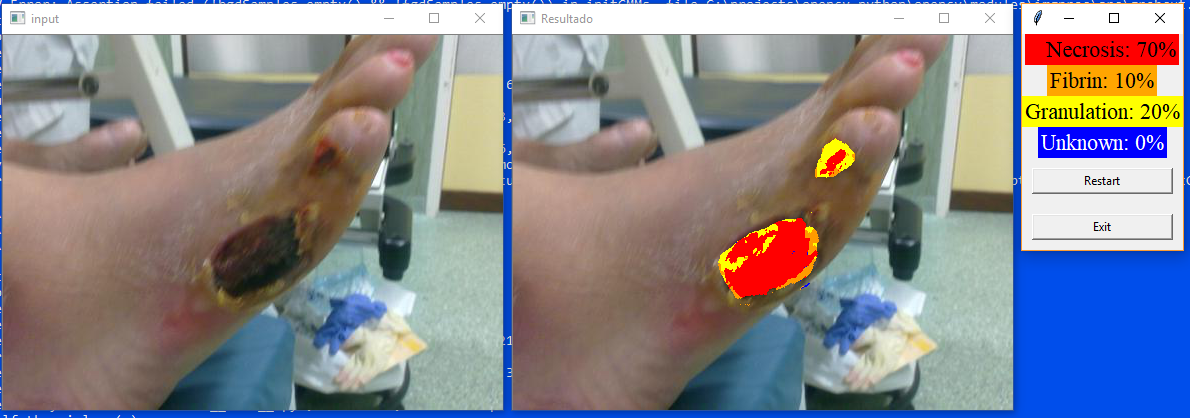 input
Resultado
Necrosis: 70%
Fibrin: 10%
Granulation: 20%
Unknown: 0%
Restart
Exit